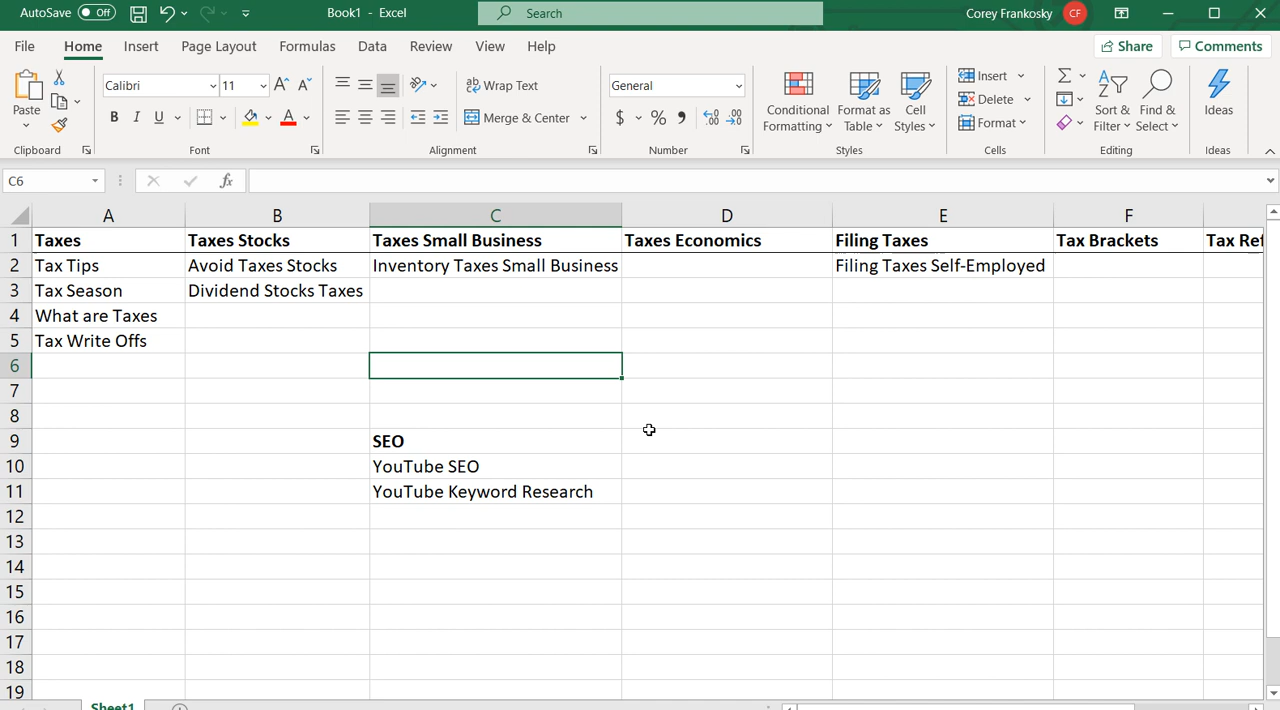 AutoSave Off Book1 - Excel Search Corey Frankosky CF
File Home Insert Page Layout Formulas Data Review View Help Share Comments
Paste Calibri 11 Wrap Text General Conditional Formatting Format as Table Cell Styles Insert Sort & Filter Find & Select Ideas
B I U Merge & Center $ % Delete
Format
Clipboard Font Alignment Number Styles Cells Editing Ideas
C6 fx
A B C D E F
1 Taxes Taxes Stocks Taxes Small Business Taxes Economics Filing Taxes Tax Brackets Tax Ref
2 Tax Tips Avoid Taxes Stocks Inventory Taxes Small Business Filing Taxes Self-Employed
3 Tax Season Dividend Stocks Taxes
4 What are Taxes
5 Tax Write Offs
6
7
8
9 SEO
10 YouTube SEO
11 YouTube Keyword Research
12
13
14
15
16
17
18
19
Sheet1